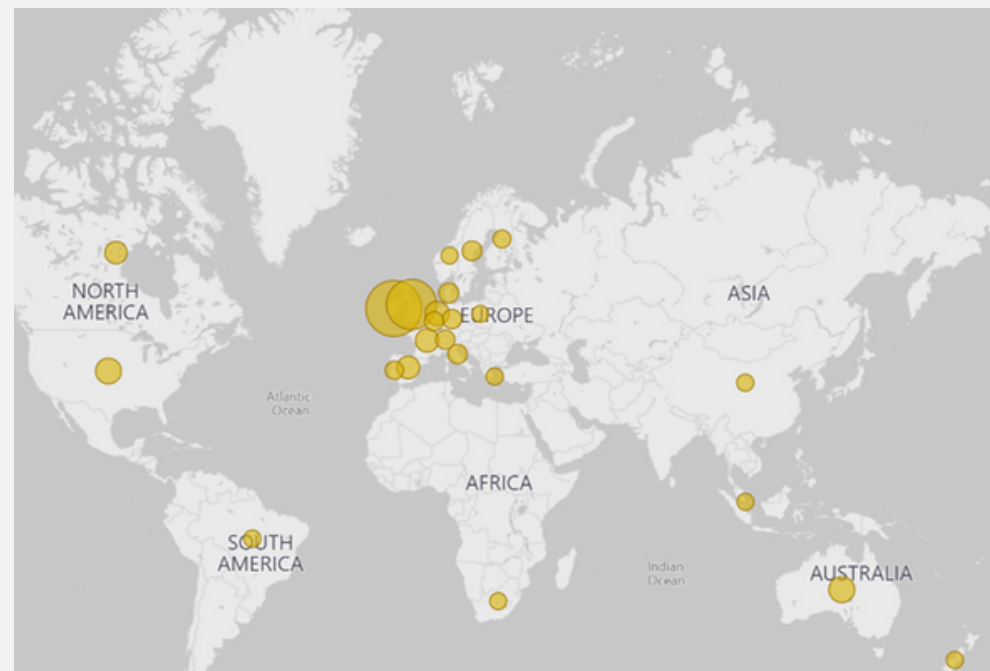 NORTH
AMERICA
EUROPE
ASIA
Atlantic
Ocean
AFRICA
SOUTH
AMERICA
Indian
Ocean
AUSTRALIA